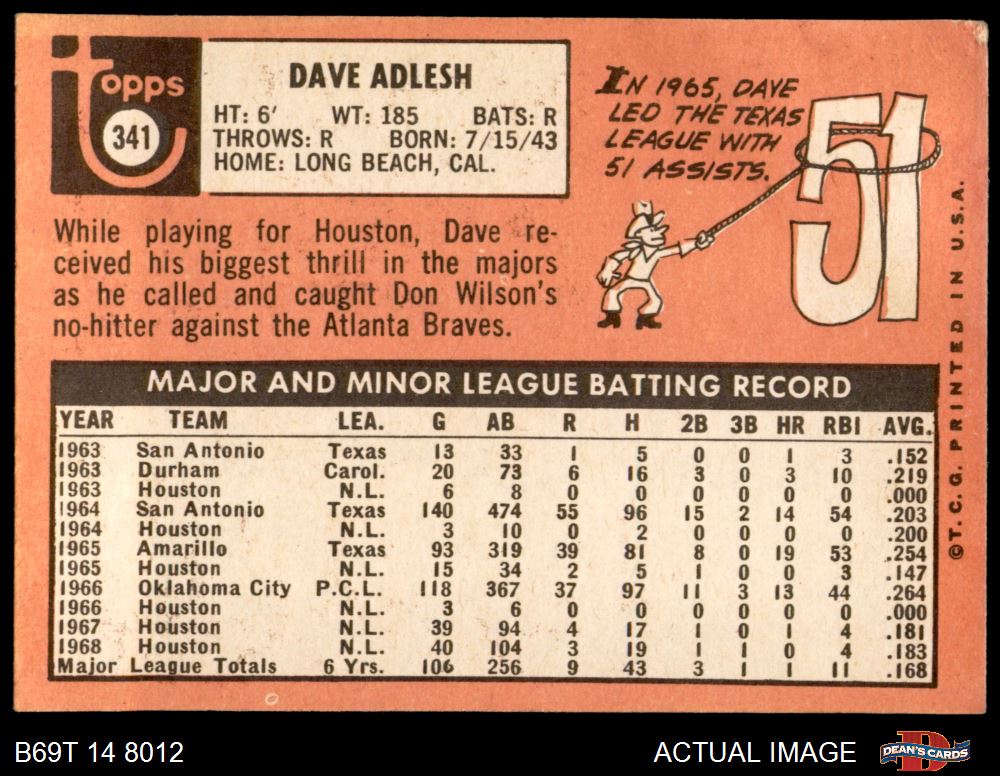 topps
341
DAVE ADLESH
HT: 6' WT: 185 BATS: R
THROWS: R BORN: 7/15/43
HOME: LONG BEACH, CAL.
IN 1965, DAVE
LED THE TEXAS
LEAGUE WITH
51 ASSISTS.
51
While playing for Houston, Dave re-
ceived his biggest thrill in the majors
as he called and caught Don Wilson's
no-hitter against the Atlanta Braves.
©T.C.G. PRINTED IN U.S.A.
MAJOR AND MINOR LEAGUE BATTING RECORD
YEAR TEAM LEA. G AB R H 2B 3B HR RBI AVG.
1963 San Antonio Texas 13 33 1 5 0 0 1 3 .152
1963 Durham Carol. 20 73 6 16 3 0 3 10 .219
1963 Houston N.L. 6 8 0 0 0 0 0 0 .000
1964 San Antonio Texas 140 474 55 96 15 2 14 54 .203
1964 Houston N.L. 3 10 0 2 0 0 0 0 .200
1965 Amarillo Texas 93 319 39 81 8 0 19 53 .254
1965 Houston N.L. 15 34 2 5 1 0 0 3 .147
1966 Oklahoma City P.C.L. 118 367 37 97 11 3 13 44 .264
1966 Houston N.L. 3 6 0 0 0 0 0 0 .000
1967 Houston N.L. 39 94 4 17 1 0 1 4 .181
1968 Houston N.L. 40 104 3 19 1 1 0 4 .183
Major League Totals 6 Yrs. 106 256 9 43 3 1 1 11 .168
B69T 14 8012 ACTUAL IMAGE
DEAN'S CARDS